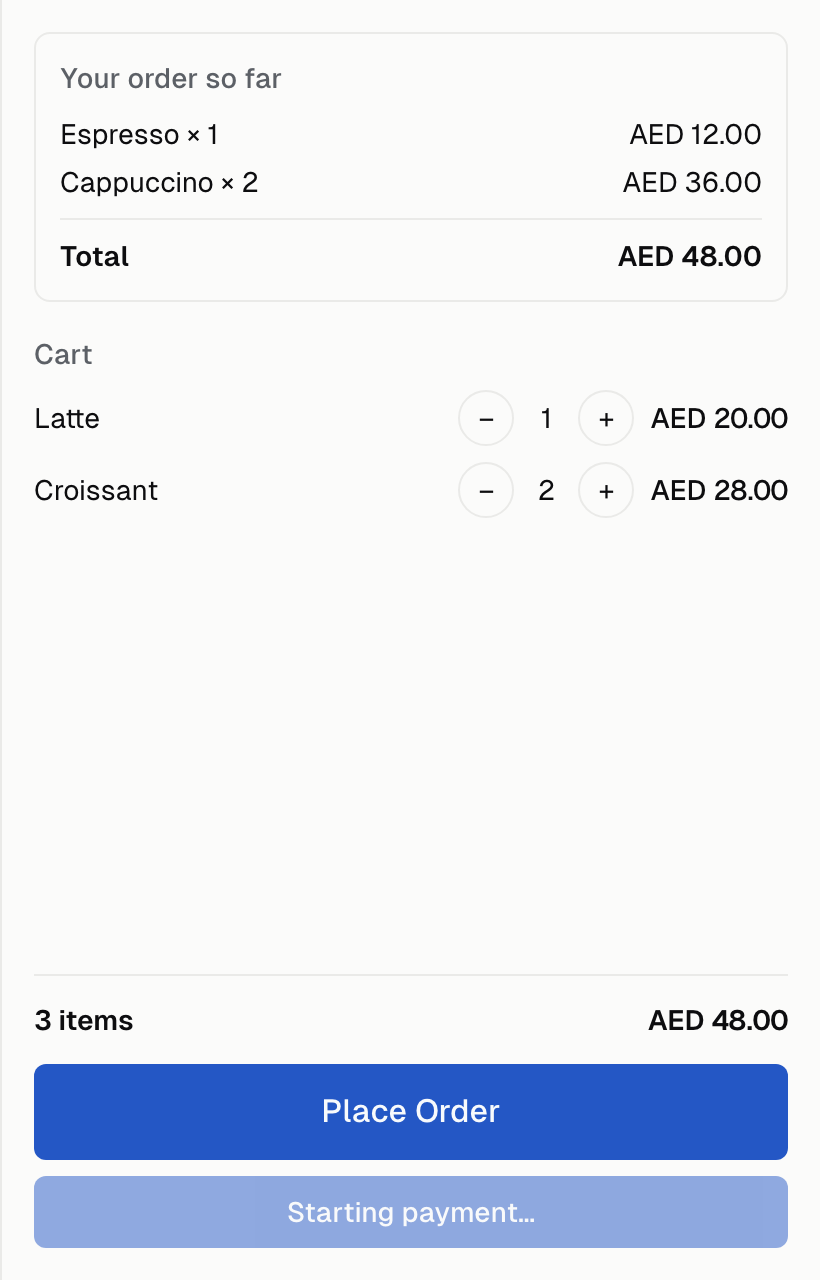 Your order so far
Espresso × 1 AED 12.00
Cappuccino × 2 AED 36.00
Total AED 48.00
Cart
Latte − 1 + AED 20.00
Croissant − 2 + AED 28.00
3 items AED 48.00
Place Order
Starting payment...